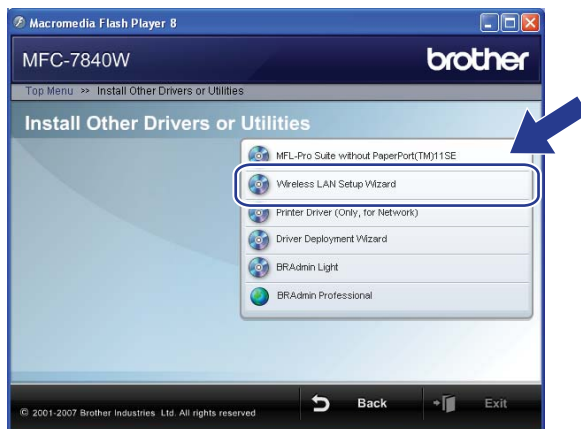 Macromedia Flash Player 8
MFC-7840W
brother
Top Menu >> Install Other Drivers or Utilities
Install Other Drivers or Utilities
MFL-Pro Suite without PaperPort(TM)11SE
Wireless LAN Setup Wizard
Printer Driver (Only, for Network)
Driver Deployment Wizard
BRAdmin Light
BRAdmin Professional
© 2001-2007 Brother Industries Ltd. All rights reserved
Back
Exit